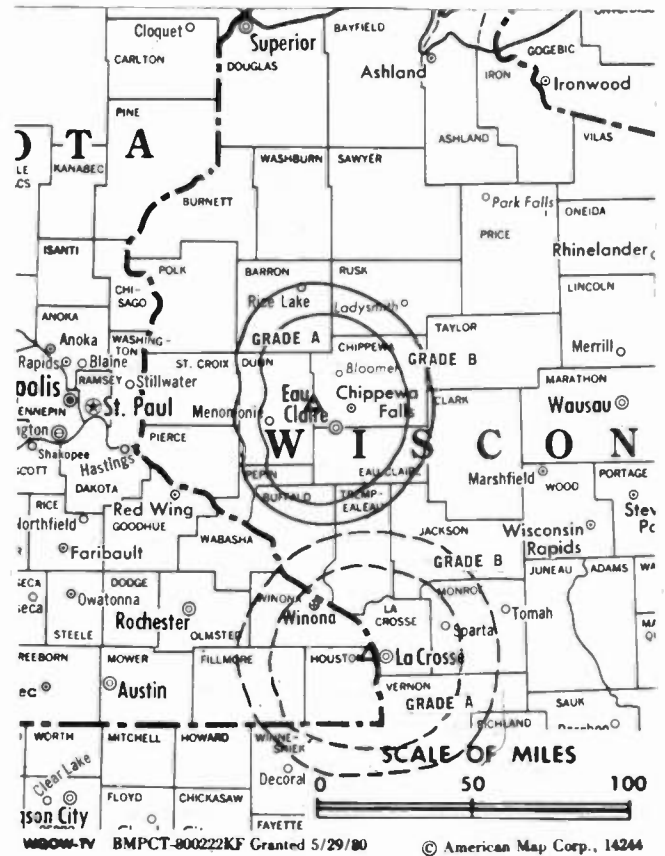 Cloquet
Superior
BAYFIELD
CARLTON
DOUGLAS
Ashland
GOGEBIC
IRON
Ironwood
PINE
ASHLAND
VILAS
O T A
KANABEC
WASHBURN
SAWYER
BURNETT
Park Falls
PRICE
ONEIDA
Rhinelander
ISANTI
POLK
BARRON
RUSK
LINCOLN
CHI-
SAGO
Rice Lake
Ladysmith
ANOKA
TAYLOR
Anoka
WASHING-
TON
GRADE A
CHIPPEWA
GRADE B
Merrill
Rapids
Blaine
ST. CROIX
DUNN
Bloomer
MARATHON
RAMSEY
Stillwater
Eau
Claire
Chippewa
Falls
CLARK
Wausau
polis
ENNEPIN
St. Paul
Menomonie
ngton
PIERCE
W I S C O N
Shakopee
SCOTT
Hastings
PEPIN
EAU CLAIRE
Marshfield
WOOD
PORTAGE
DAKOTA
BUFFALO
TREMP-
EALEAU
RICE
Red Wing
Northfield
GOODHUE
WABASHA
JACKSON
Wisconsin
Rapids
Faribault
GRADE B
JUNEAU
ADAMS
DODGE
WINONA
MONROE
Owatonna
Winona
LA
CROSSE
Tomah
Rochester
Sparta
STEELE
OLMSTED
REEBORN
MOWER
FILLMORE
HOUSTON
La Crosse
Austin
VERNON
GRADE A
SAUK
RICHLAND
WORTH
MITCHELL
HOWARD
WINNE-
SHIEK
SCALE OF MILES
Clear Lake
Decorah
0 50 100
FLOYD
CHICKASAW
son City
FAYETTE
WQOW-TV BMPCT-800222KF Granted 5/29/80 © American Map Corp., 14244